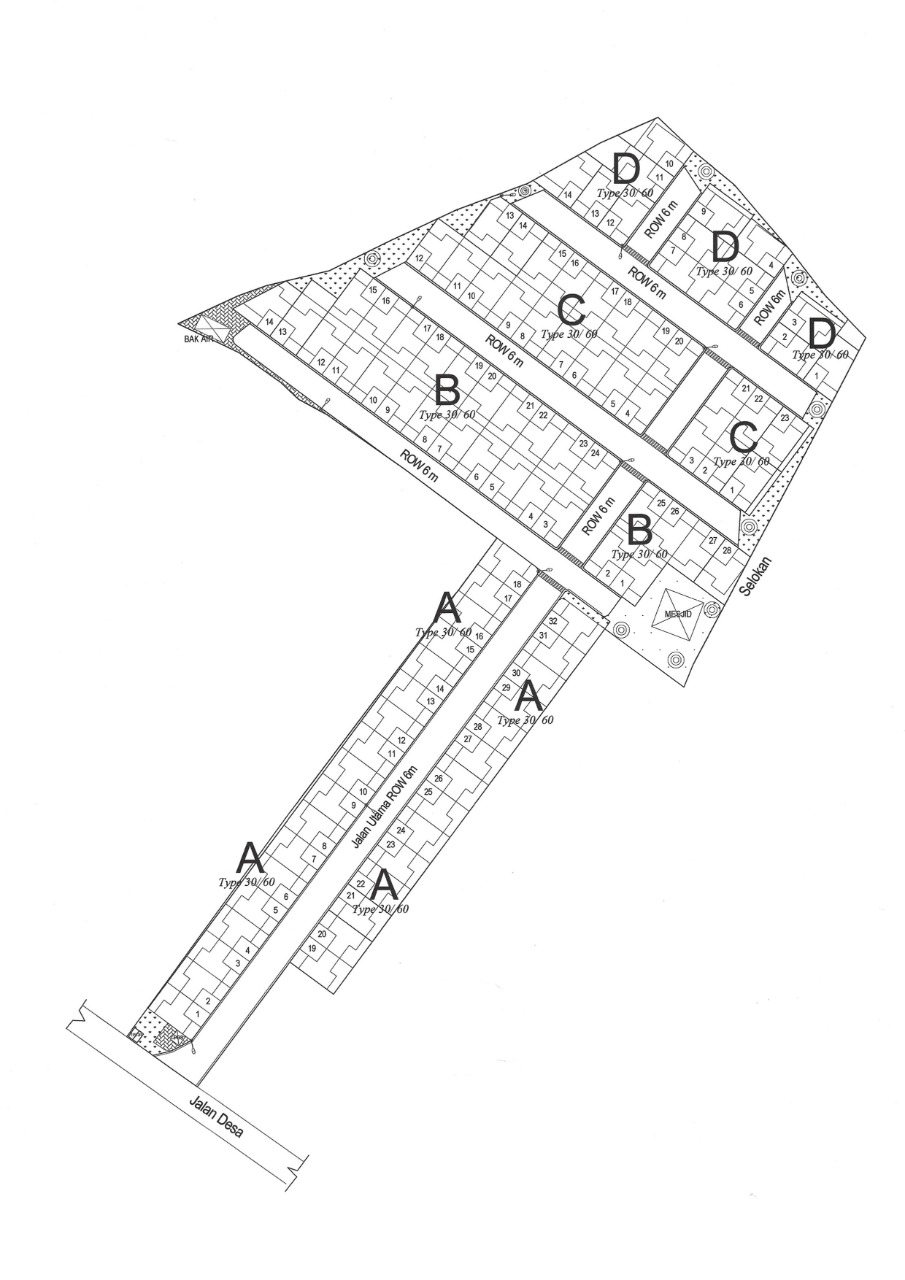 D
Type 30/ 60
10
11
14
13
12
ROW 6 m
9
8
7
D
Type 30/ 60
4
5
6
ROW 6m
3
2
D
Type 30/ 60
1
ROW 6 m
13
14
15
16
17
18
19
20
C
Type 30/ 60
12
11
10
9
8
7
6
5
4
21
22
23
C
Type 30/ 60
3
2
1
ROW 6 m
15
16
17
18
19
20
21
22
23
24
B
Type 30/ 60
BAK AIR
14
13
12
11
10
9
8
7
6
5
4
3
ROW 6 m
ROW 6 m
25
26
27
28
B
Type 30/ 60
2
1
Selokan
MESJID
18
17
A
Type 30/ 60
16
15
14
13
12
11
10
9
8
7
6
5
4
3
2
1
A
Type 30/ 60
Jalan Utama ROW 6m
32
31
30
29
A
Type 30/ 60
28
27
26
25
24
23
22
21
A
Type 30/ 60
20
19
Jalan Desa